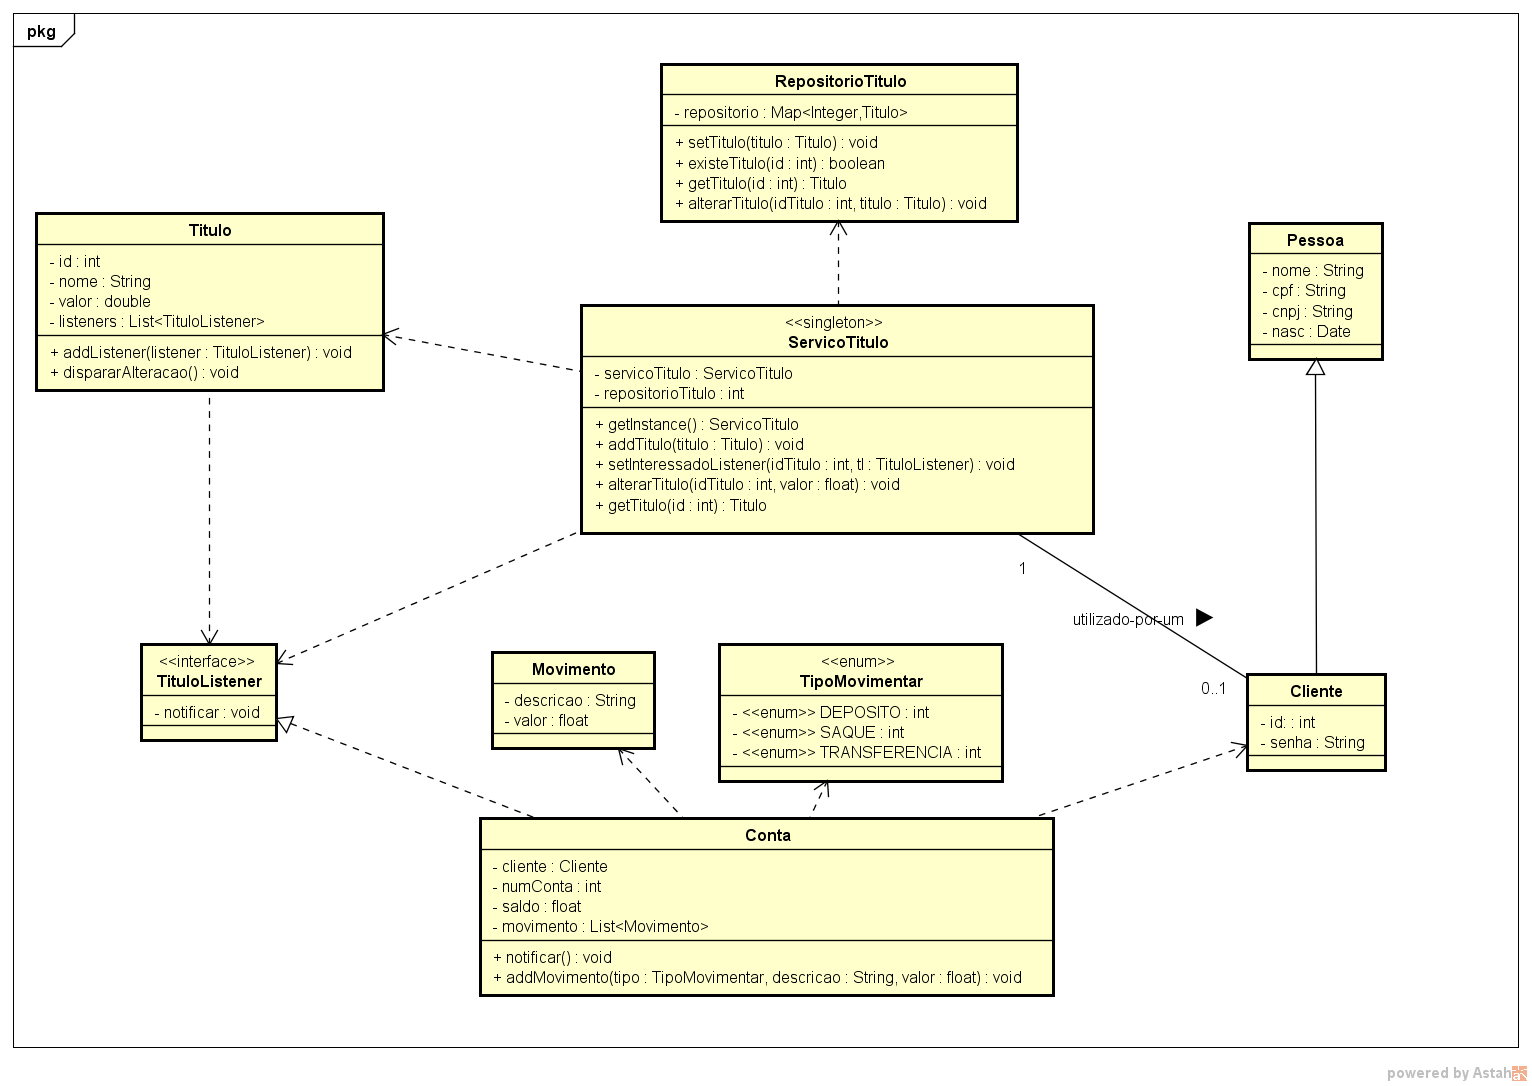 pkg
RepositorioTitulo
- repositorio : Map<Integer,Titulo>
+ setTitulo(titulo : Titulo) : void
+ existeTitulo(id : int) : boolean
+ getTitulo(id : int) : Titulo
+ alterarTitulo(idTitulo : int, titulo : Titulo) : void
Titulo
- id : int
- nome : String
- valor : double
- listeners : List<TituloListener>
+ addListener(listener : TituloListener) : void
+ dispararAlteracao() : void
Pessoa
- nome : String
- cpf : String
- cnpj : String
- nasc : Date
<<singleton>>
ServicoTitulo
- servicoTitulo : ServicoTitulo
- repositorioTitulo : int
+ getInstance() : ServicoTitulo
+ addTitulo(titulo : Titulo) : void
+ setInteressadoListener(idTitulo : int, tl : TituloListener) : void
+ alterarTitulo(idTitulo : int, valor : float) : void
+ getTitulo(id : int) : Titulo
1
utilizado-por-um
0..1
<<interface>>
TituloListener
- notificar : void
Movimento
- descricao : String
- valor : float
<<enum>>
TipoMovimentar
- <<enum>> DEPOSITO : int
- <<enum>> SAQUE : int
- <<enum>> TRANSFERENCIA : int
Cliente
- id: : int
- senha : String
Conta
- cliente : Cliente
- numConta : int
- saldo : float
- movimento : List<Movimento>
+ notificar() : void
+ addMovimento(tipo : TipoMovimentar, descricao : String, valor : float) : void
powered by Astah